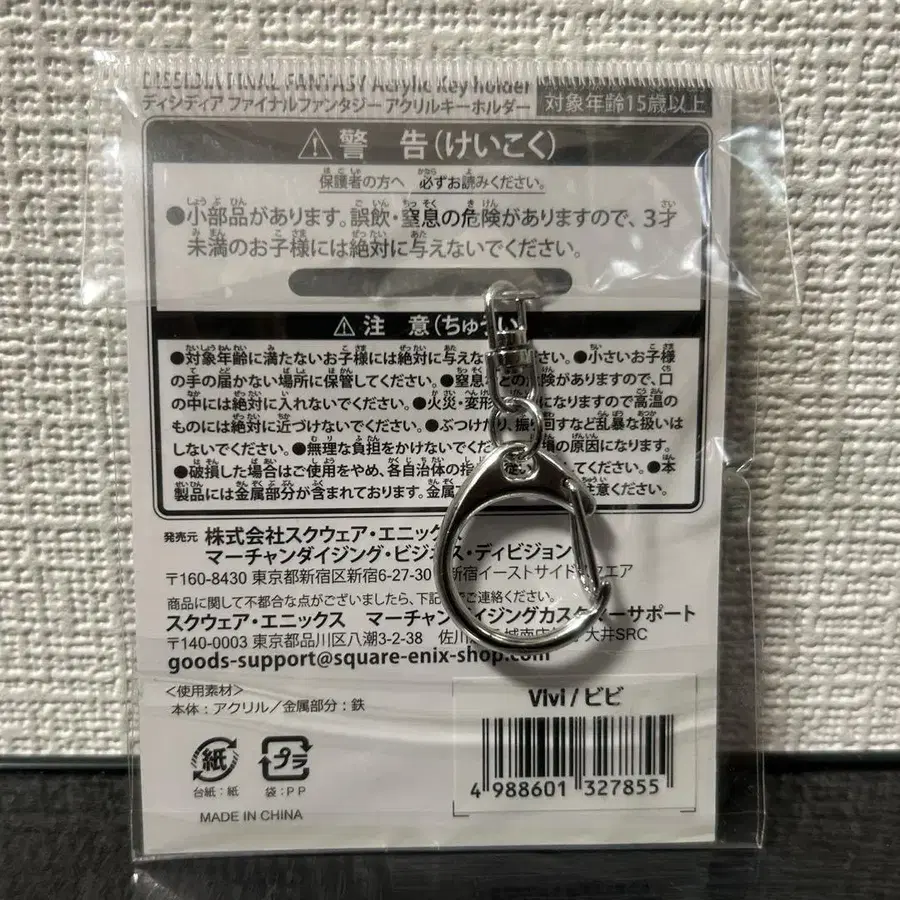 DISSIDIA FINAL FANTASY Acrylic Key holder
ディシディア ファイナルファンタジー アクリルキーホルダー
対象年齢15歳以上
警 告(けいこく)
保護者の方へ 必ずお読みください。
●小部品があります。誤飲・窒息の危険がありますので、3才
未満のお子様には絶対に与えないでください。
注 意(ちゅうい
●対象年齢に満たないお子様には絶対に与えな ください。●小さいお子様
の手の届かない場所に保管してください。●窒息などの危険がありますので、口
の中には絶対に入れないでください。●火災・変形 になりますので高温の
ものには絶対に近づけないでください。●ぶつけたり、振り回すなど乱暴な扱いは
しないでください。●無理な負担をかけないでください。 損の原因になります。
●破損した場合はご使用をやめ、各自治体の指 従い してください。●本
製品には金属部分が含まれております。金属 注意ください。
発売元 株式会社スクウェア・エニックス
マーチャンダイジング・ビジネス・ディビジョン
〒160-8430 東京都新宿区新宿6-27-30 新宿イーストサイド クエア
商品に関して不都合な点がございましたら、下記 でご連絡ください。
スクウェア・エニックス マーチャンダイジングカスタマーサポート
〒140-0003 東京都品川区八潮3-2-38 佐川 城南 大井SRC
goods-support@square-enix-shop.com
<使用素材>
本体:アクリル/金属部分:鉄
紙
プラ
台紙:紙
袋:PP
MADE IN CHINA
Vivi / ビビ
4 988601 327855